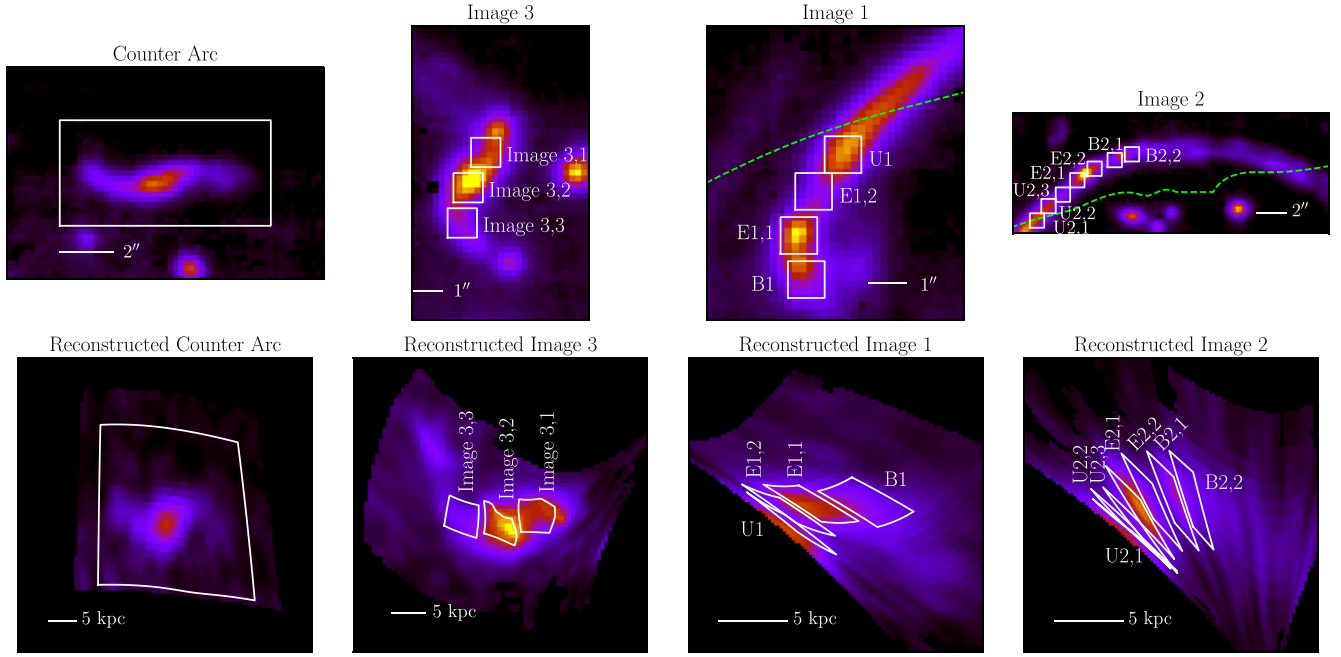 Counter Arc
2″
Image 3
Image 3,1
Image 3,2
Image 3,3
1″
Image 1
U1
E1,2
E1,1
B1
1″
Image 2
B2,1
E2,2
B2,2
E2,1
U2,3
U2,2
U2,1
2″
Reconstructed Counter Arc
5 kpc
Reconstructed Image 3
Image 3,3
Image 3,2
Image 3,1
5 kpc
Reconstructed Image 1
E1,2
E1,1
B1
U1
5 kpc
Reconstructed Image 2
U2,2
U2,3
E2,1
E2,2
B2,1
B2,2
U2,1
5 kpc